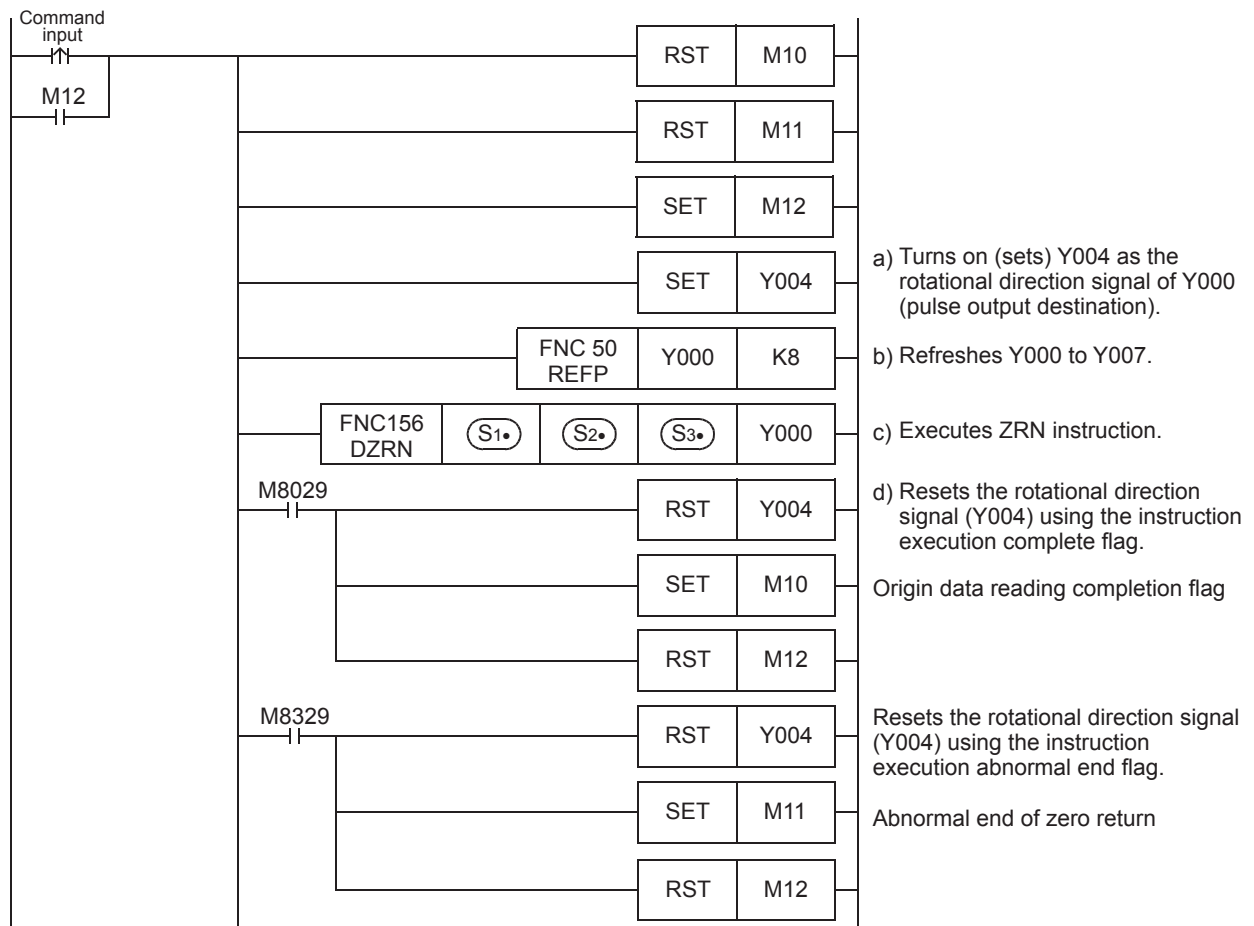 Command
input
RST M10
M12
RST M11
SET M12
SET Y004
a) Turns on (sets) Y004 as the
rotational direction signal of Y000
(pulse output destination).
FNC 50
REFP
Y000 K8
b) Refreshes Y000 to Y007.
FNC156
DZRN
S1• S2• S3• Y000
c) Executes ZRN instruction.
M8029
RST Y004
d) Resets the rotational direction
signal (Y004) using the instruction
execution complete flag.
SET M10
Origin data reading completion flag
RST M12
M8329
RST Y004
Resets the rotational direction signal
(Y004) using the instruction
execution abnormal end flag.
SET M11
Abnormal end of zero return
RST M12